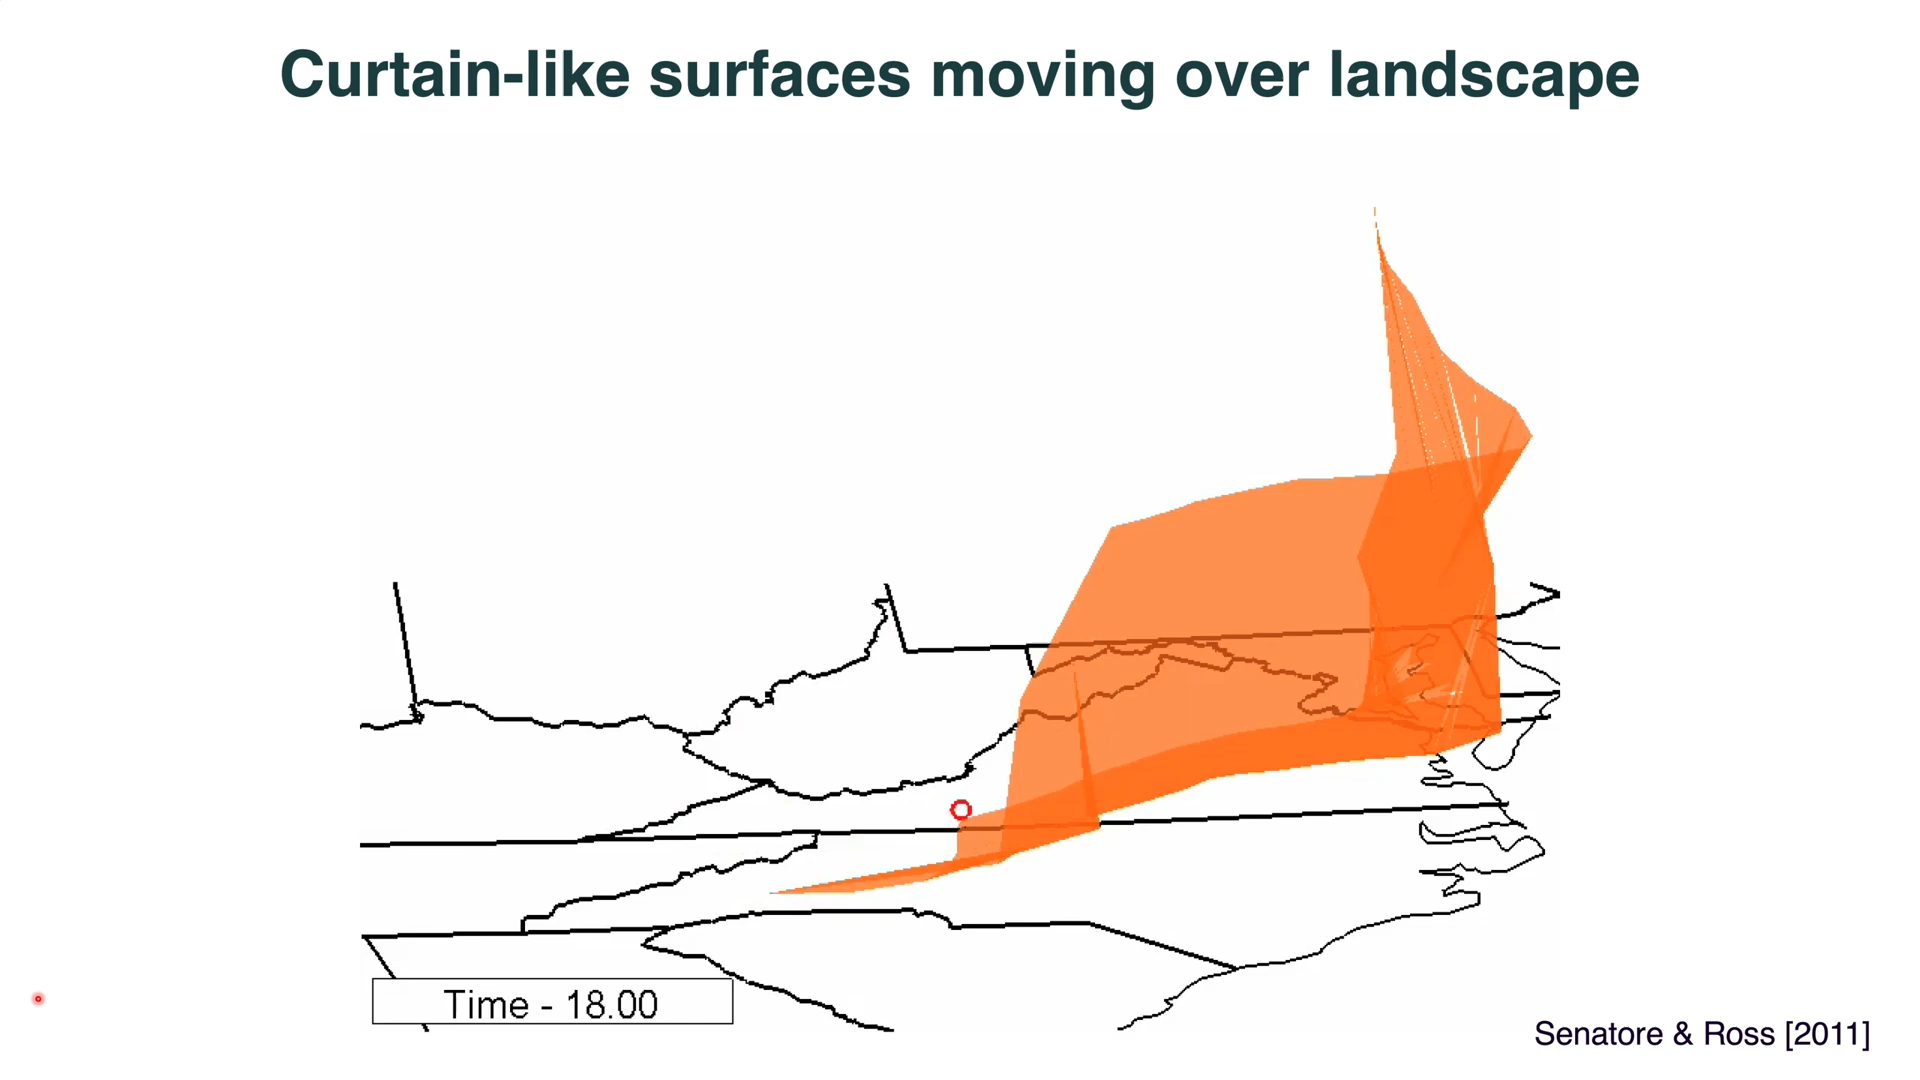 Curtain-like surfaces moving over landscape
Time - 18.00
Senatore & Ross [2011]